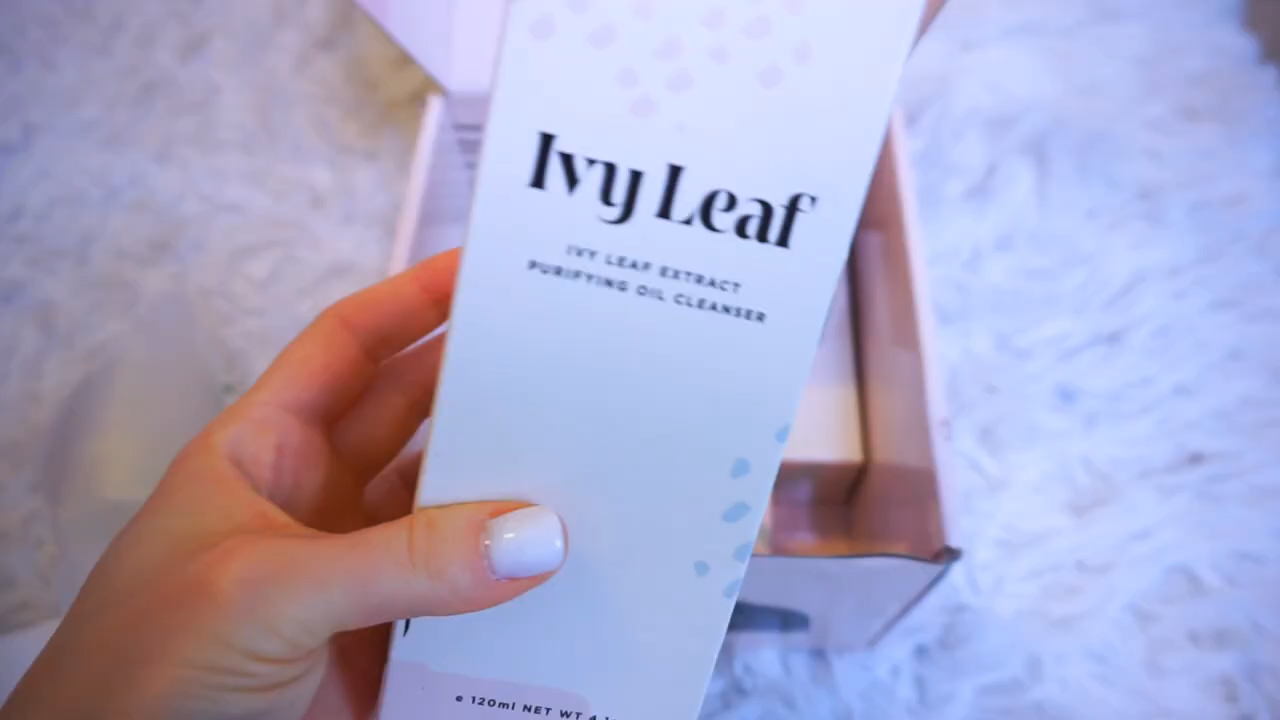 Ivy Leaf
IVY LEAF EXTRACT
PURIFYING OIL CLEANSER
e 120ml NET WT